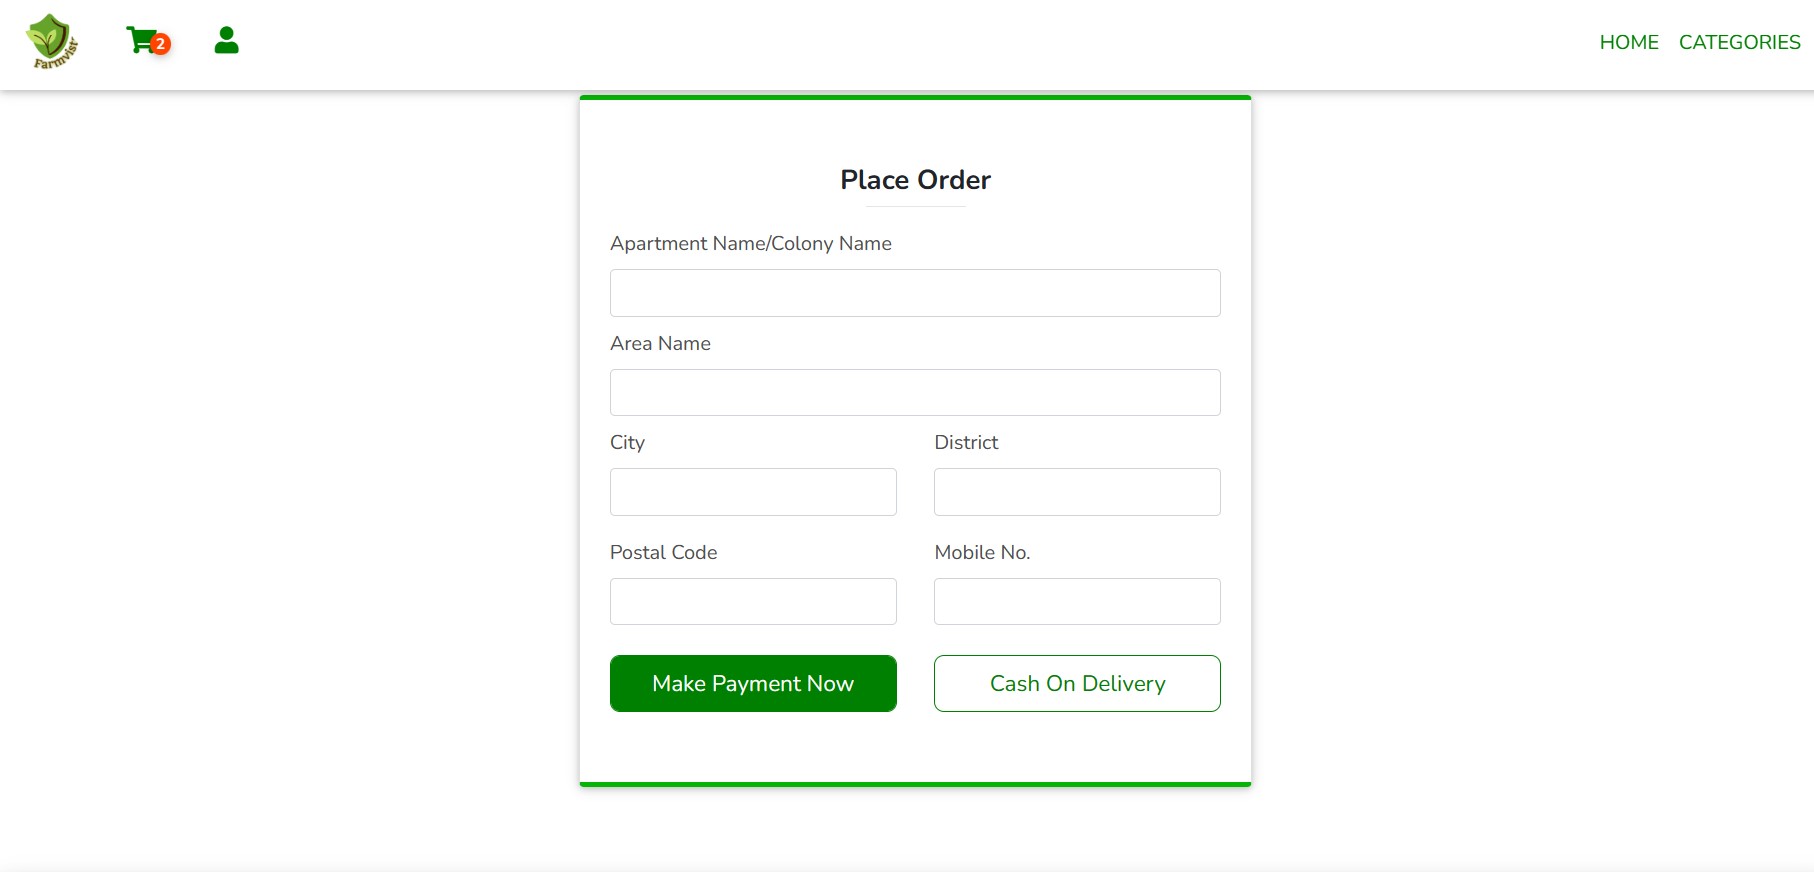 Farmvist
2
HOME CATEGORIES
Place Order
Apartment Name/Colony Name
Area Name
City District
Postal Code Mobile No.
Make Payment Now Cash On Delivery